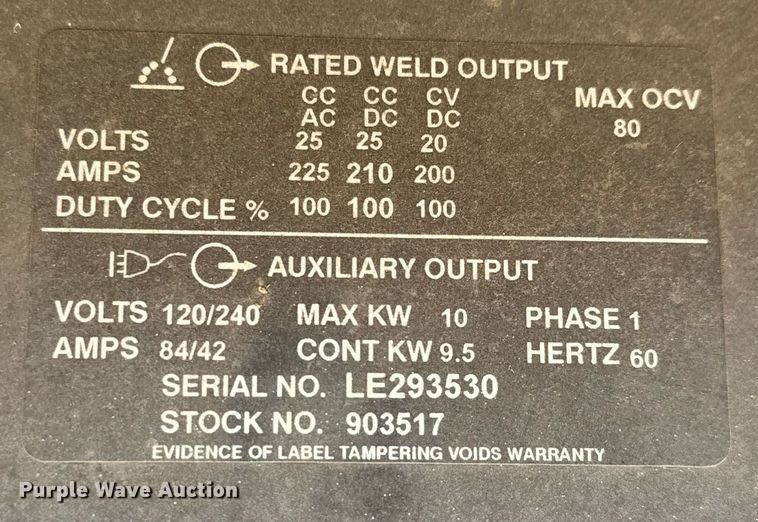 RATED WELD OUTPUT
CC CC CV MAX OCV
AC DC DC 80
VOLTS 25 25 20
AMPS 225 210 200
DUTY CYCLE % 100 100 100
AUXILIARY OUTPUT
VOLTS 120/240 MAX KW 10 PHASE 1
AMPS 84/42 CONT KW 9.5 HERTZ 60
SERIAL NO. LE293530
STOCK NO. 903517
EVIDENCE OF LABEL TAMPERING VOIDS WARRANTY
Purple Wave Auction